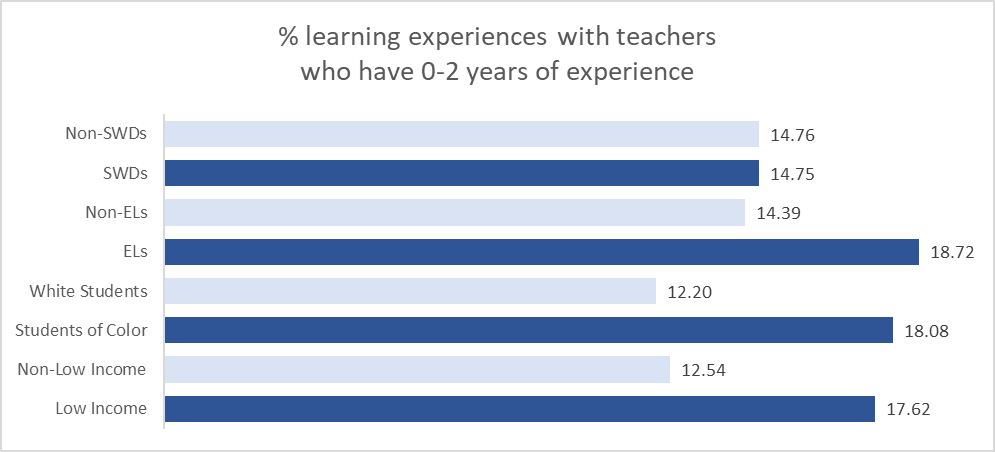 % learning experiences with teachers
who have 0-2 years of experience
Non-SWDs 14.76
SWDs 14.75
Non-ELs 14.39
ELs 18.72
White Students 12.20
Students of Color 18.08
Non-Low Income 12.54
Low Income 17.62